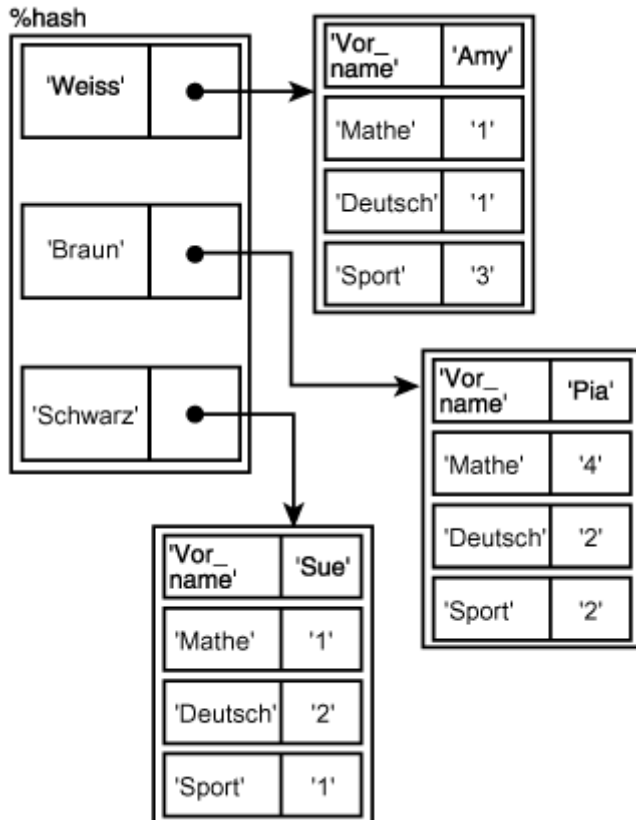 %hash
'Weiss'
'Braun'
'Schwarz'
'Vor_
name' 'Amy'
'Mathe' '1'
'Deutsch' '1'
'Sport' '3'
'Vor_
name' 'Pia'
'Mathe' '4'
'Deutsch' '2'
'Sport' '2'
'Vor_
name' 'Sue'
'Mathe' '1'
'Deutsch' '2'
'Sport' '1'